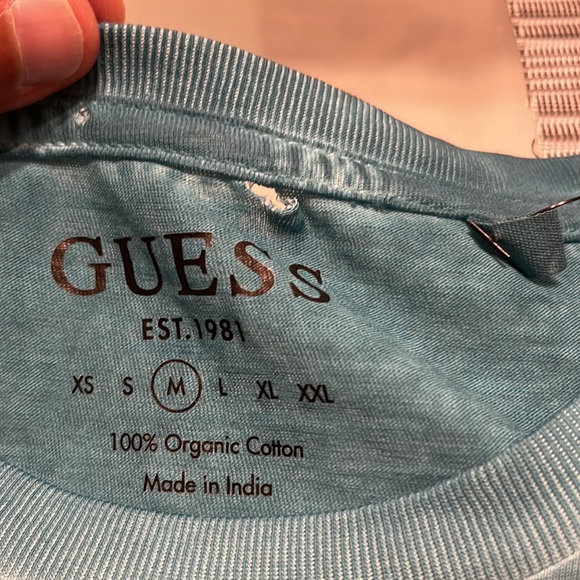 GUESS
EST.1981
XS S M L XL XXL
100% Organic Cotton
Made in India